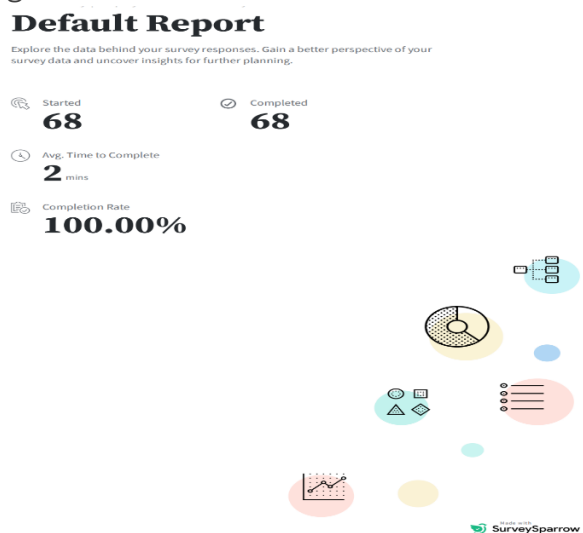 Default Report
Explore the data behind your survey responses. Gain a better perspective of your
survey data and uncover insights for further planning.
Started
68
Completed
68
Avg. Time to Complete
2 mins
Completion Rate
100.00%
Made with
SurveySparrow